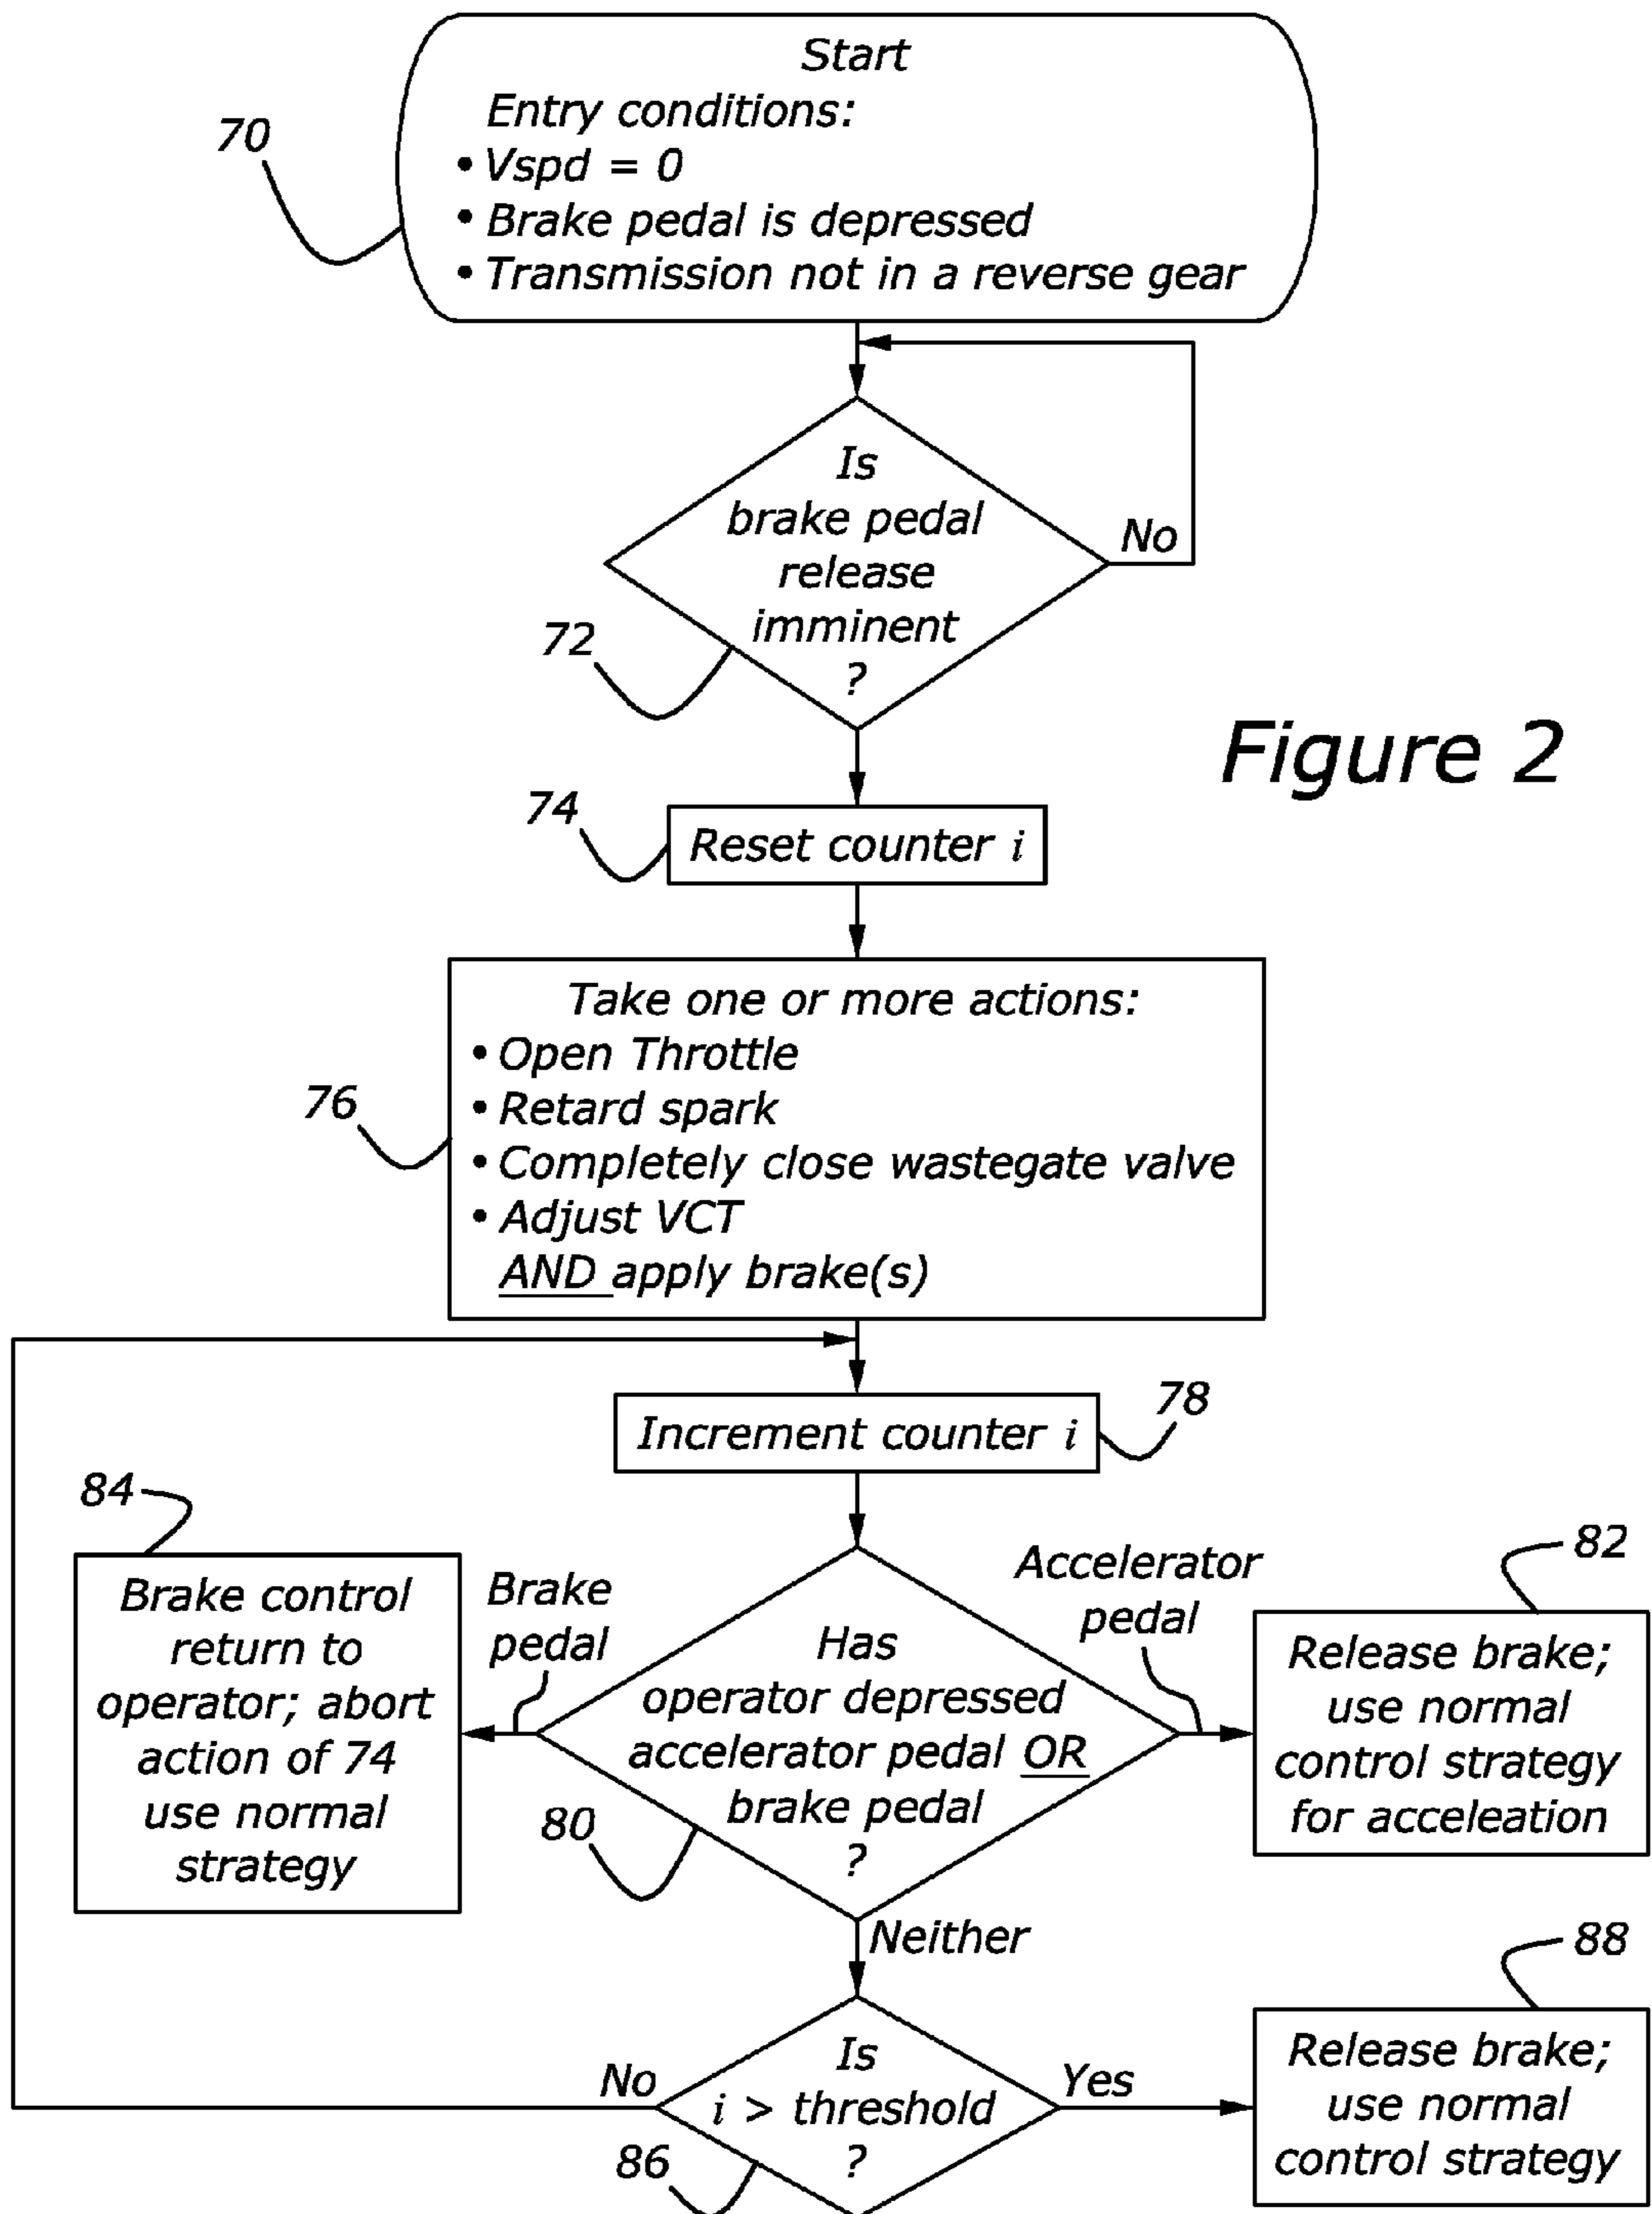 Start
Entry conditions:
• Vspd = 0
• Brake pedal is depressed
• Transmission not in a reverse gear
70
Is
brake pedal
release
imminent
?
No
72
Figure 2
74
Reset counter i
Take one or more actions:
• Open Throttle
• Retard spark
• Completely close wastegate valve
• Adjust VCT
AND apply brake(s)
76
Increment counter i
78
84
Brake control
return to
operator; abort
action of 74
use normal
strategy
Brake
pedal
Has
operator depressed
accelerator pedal OR
brake pedal
?
80
Accelerator
pedal
82
Release brake;
use normal
control strategy
for acceleation
Neither
Is
i > threshold
?
86
No
Yes
88
Release brake;
use normal
control strategy